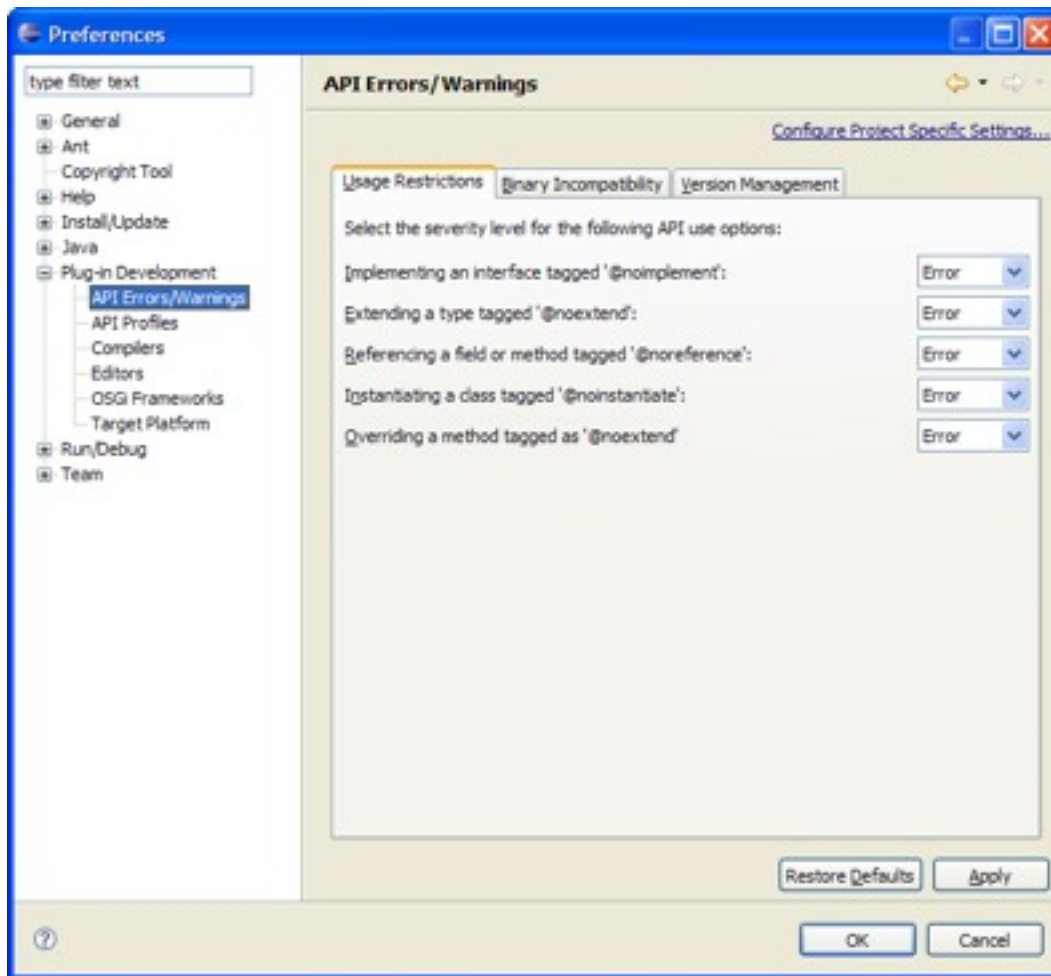 Preferences
type filter text
General
Ant
Copyright Tool
Help
Install/Update
Java
Plug-in Development
API Errors/Warnings
API Profiles
Compilers
Editors
OSGi Frameworks
Target Platform
Run/Debug
Team
API Errors/Warnings
Configure Project Specific Settings...
Usage Restrictions Binary Incompatibility Version Management
Select the severity level for the following API use options:
Implementing an interface tagged '@noimplement': Error
Extending a type tagged '@noextend': Error
Referencing a field or method tagged '@noreference': Error
Instantiating a class tagged '@noinstantiate': Error
Overriding a method tagged as '@noextend' Error
Restore Defaults Apply
? OK Cancel